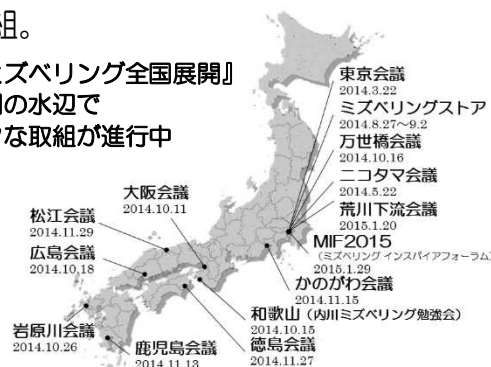 組。
ミズベリング全国展開』
の水辺で
な取組が進行中
東京会議
2014.3.22
ミズベリングストア
2014.8.27〜9.2
万世橋会議
2014.10.16
ニコタマ会議
2014.5.22
荒川下流会議
2015.1.20
MIF2015
(ミズベリング インスパイアフォーラム)
2015.1.29
かのがわ会議
2014.11.15
和歌山(内川ミズベリング勉強会)
2014.10.15
徳島会議
2014.11.27
大阪会議
2014.10.11
松江会議
2014.11.29
広島会議
2014.10.18
岩原川会議
2014.10.26
鹿児島会議
2014.11.13